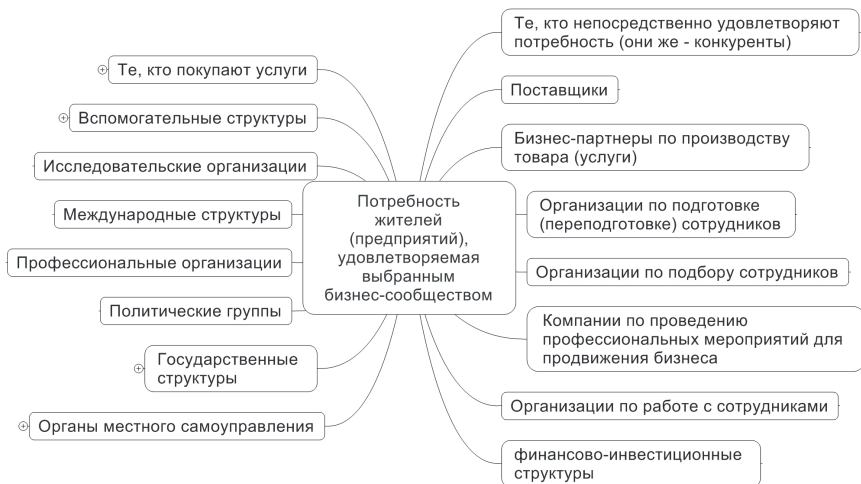 Те, кто покупают услуги
Вспомогательные структуры
Исследовательские организации
Международные структуры
Профессиональные организации
Политические группы
Государственные
структуры
Органы местного самоуправления
Потребность
жителей
(предприятий),
удовлетворяемая
выбранным
бизнес-сообществом
Те, кто непосредственно удовлетворяют
потребность (они же - конкуренты)
Поставщики
Бизнес-партнеры по производству
товара (услуги)
Организации по подготовке
(переподготовке) сотрудников
Организации по подбору сотрудников
Компании по проведению
профессиональных мероприятий для
продвижения бизнеса
Организации по работе с сотрудниками
финансово-инвестиционные
структуры